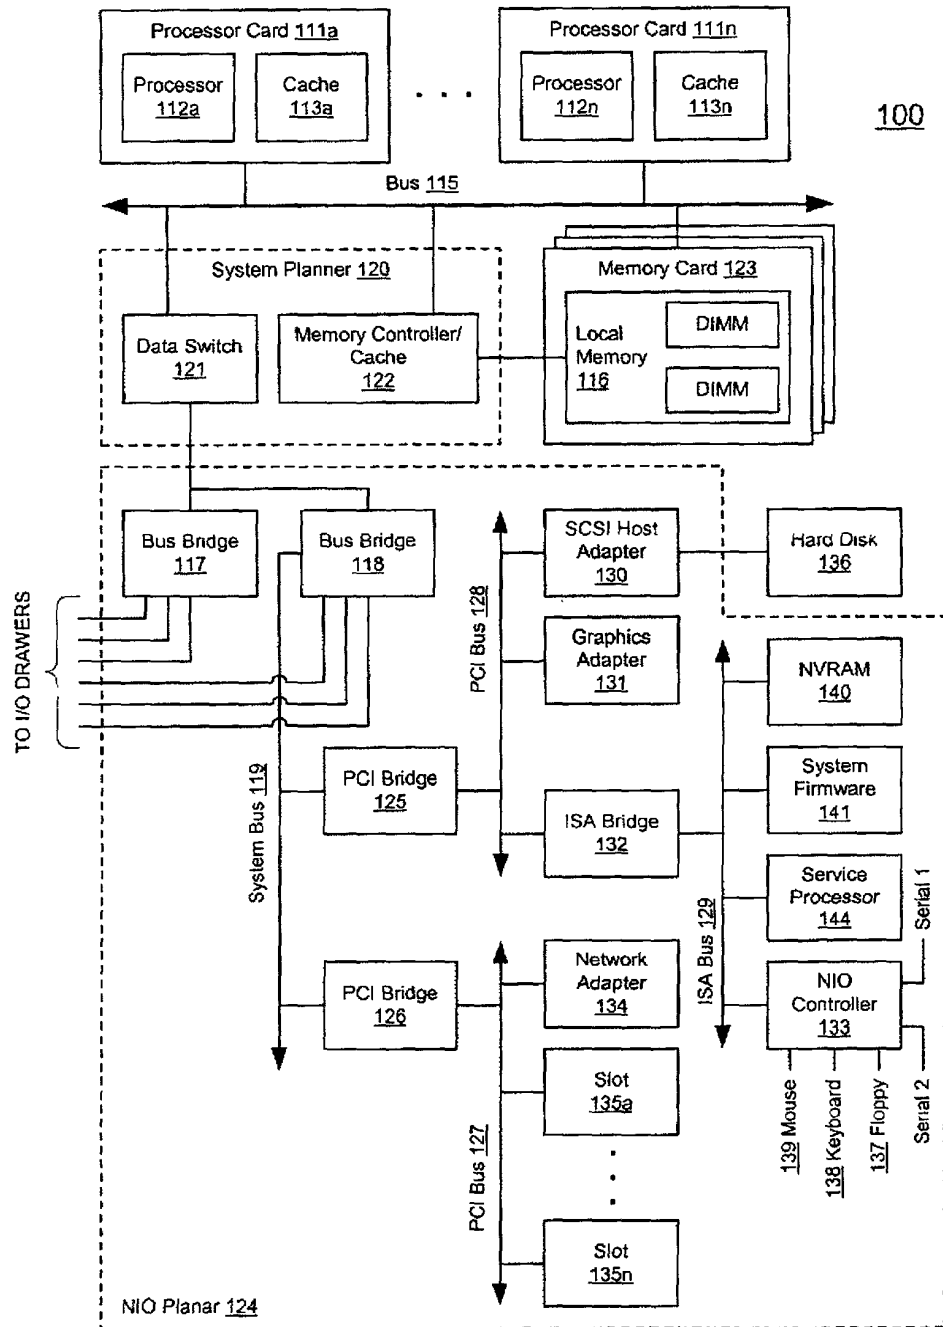 Processor Card 111a
Processor
112a
Cache
113a
. . .
Processor Card 111n
Processor
112n
Cache
113n
100
Bus 115
System Planner 120
Data Switch
121
Memory Controller/
Cache
122
Memory Card 123
Local
Memory
116
DIMM
DIMM
Bus Bridge
117
Bus Bridge
118
TO I/O DRAWERS
System Bus 119
PCI Bridge
125
PCI Bridge
126
PCI Bus 128
SCSI Host
Adapter
130
Graphics
Adapter
131
ISA Bridge
132
Hard Disk
136
ISA Bus 129
NVRAM
140
System
Firmware
141
Service
Processor
144
NIO
Controller
133
Serial 1
Serial 2
139 Mouse
138 Keyboard
137 Floppy
PCI Bus 127
Network
Adapter
134
Slot
135a
Slot
135n
NIO Planar 124